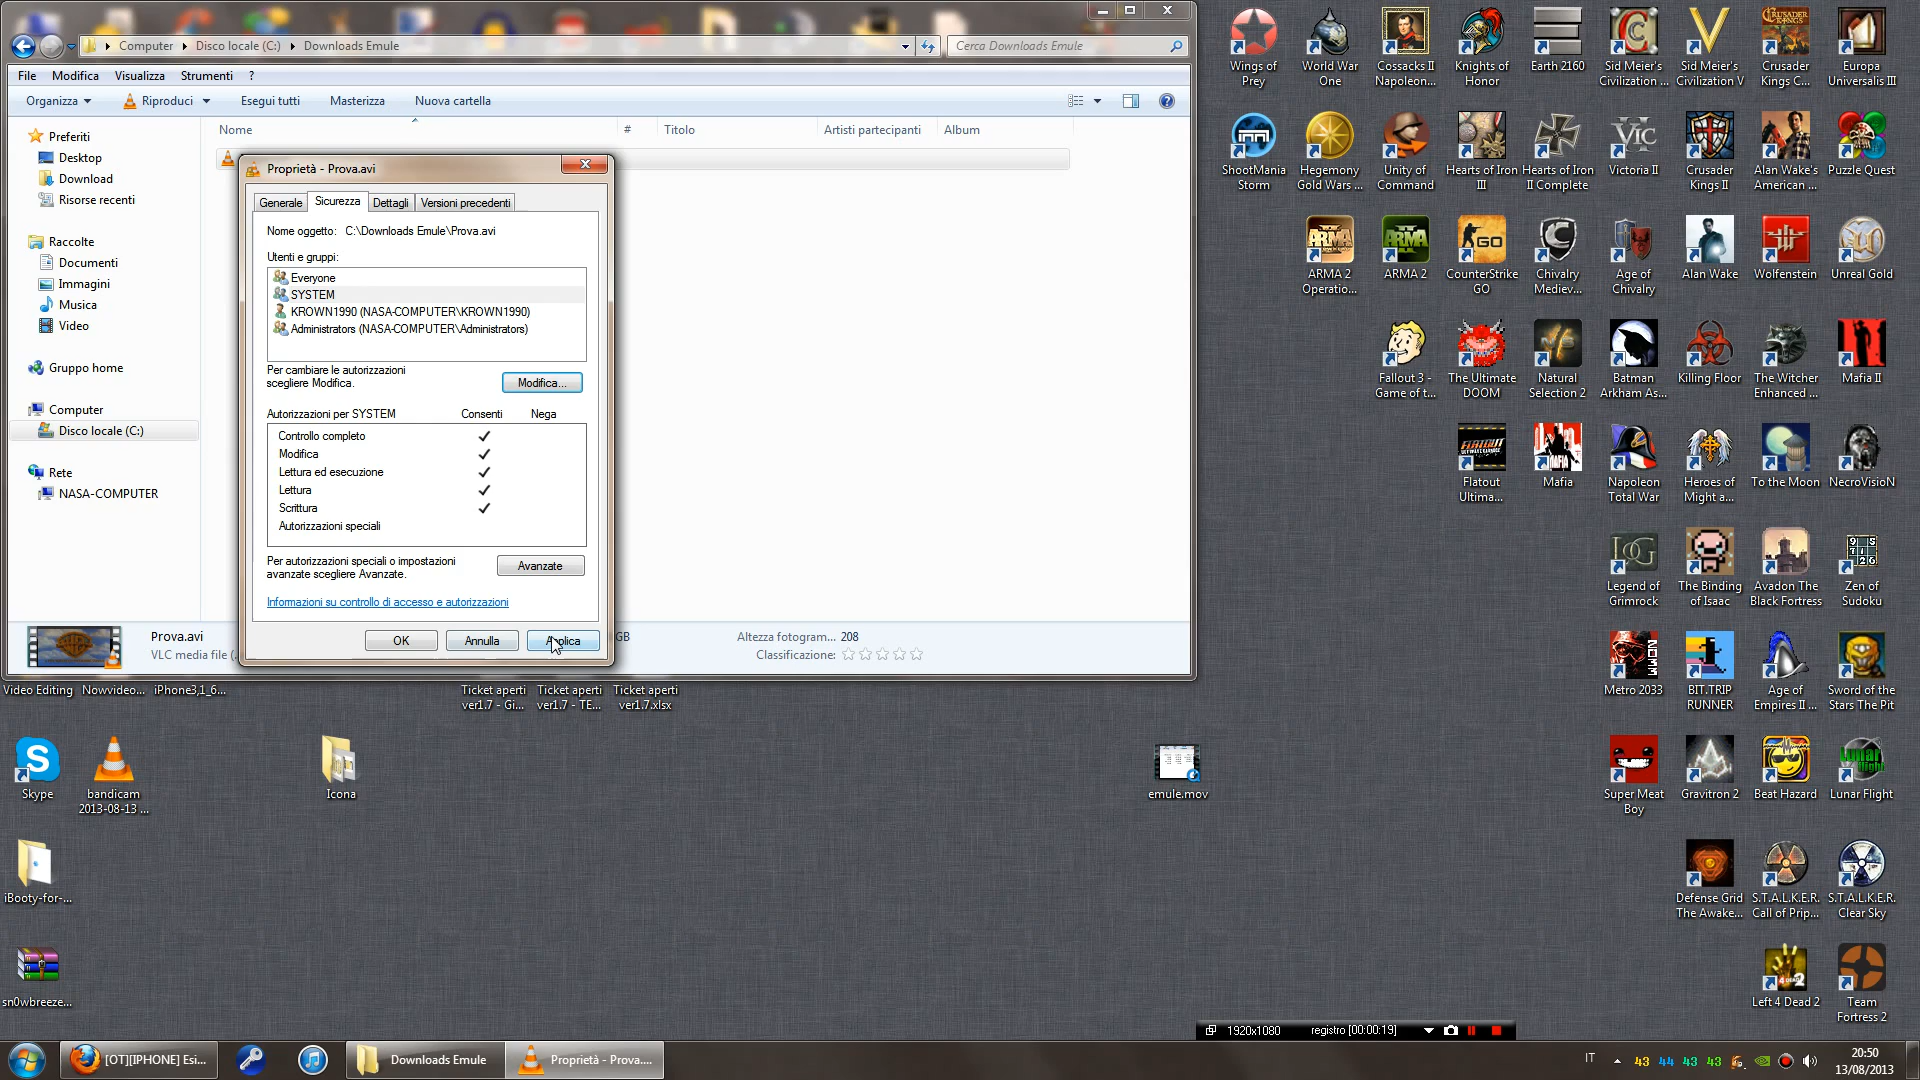 Computer
Disco locale (C:)
Downloads Emule
Cerca Downloads Emule
File
Modifica
Visualizza
Strumenti
?
Organizza
Riproduci
Esegui tutti
Masterizza
Nuova cartella
Nome
#
Titolo
Artisti partecipanti
Album
Preferiti
Desktop
Download
Risorse recenti
Raccolte
Documenti
Immagini
Musica
Video
Gruppo home
Computer
Disco locale (C:)
Rete
NASA-COMPUTER
Proprietà - Prova.avi
Generale
Sicurezza
Dettagli
Versioni precedenti
Nome oggetto: C:\Downloads Emule\Prova.avi
Utenti e gruppi:
Everyone
SYSTEM
KROWN1990 (NASA-COMPUTER\KROWN1990)
Administrators (NASA-COMPUTER\Administrators)
Per cambiare le autorizzazioni
scegliere Modifica.
Modifica...
Autorizzazioni per SYSTEM
Consenti
Nega
Controllo completo
Modifica
Lettura ed esecuzione
Lettura
Scrittura
Autorizzazioni speciali
Per autorizzazioni speciali o impostazioni
avanzate scegliere Avanzate.
Avanzate
Informazioni su controllo di accesso e autorizzazioni
OK
Annulla
Applica
Prova.avi
VLC media file (.
GB
Altezza fotogram... 208
Classificazione:
Wings of
Prey
World War
One
Cossacks II
Napoleon...
Knights of
Honor
Earth 2160
Sid Meier's
Civilization ...
Sid Meier's
Civilization V
Crusader
Kings C...
Europa
Universalis III
ShootMania
Storm
Hegemony
Gold Wars ...
Unity of
Command
Hearts of Iron
III
Hearts of Iron
II Complete
Victoria II
Crusader
Kings II
Alan Wake's
American ...
Puzzle Quest
ARMA 2
Operatio...
ARMA 2
CounterStrike
GO
Chivalry
Mediev...
Age of
Chivalry
Alan Wake
Wolfenstein
Unreal Gold
Fallout 3 -
Game of t...
The Ultimate
DOOM
Natural
Selection 2
Batman
Arkham As...
Killing Floor
The Witcher
Enhanced ...
Mafia II
Flatout
Ultima...
Mafia
Napoleon
Total War
Heroes of
Might a...
To the Moon
NecroVisioN
Legend of
Grimrock
The Binding
of Isaac
Avadon The
Black Fortress
Zen of
Sudoku
Metro 2033
BIT.TRIP
RUNNER
Age of
Empires II ...
Sword of the
Stars The Pit
Super Meat
Boy
Gravitron 2
Beat Hazard
Lunar Flight
Defense Grid
The Awake...
S.T.A.L.K.E.R.
Call of Prip...
S.T.A.L.K.E.R.
Clear Sky
Left 4 Dead 2
Team
Fortress 2
Video Editing
Nowvideo...
iPhone3,1_6...
Ticket aperti
ver1.7 - Gi...
Ticket aperti
ver1.7 - TE...
Ticket aperti
ver1.7.xlsx
Skype
bandicam
2013-08-13 ...
Icona
emule.mov
iBooty-for-...
sn0wbreeze...
1920x1080
registro [00:00:19]
[OT][IPHONE] Esi...
Downloads Emule
Proprietà - Prova....
IT
43
44
43
43
20:50
13/08/2013